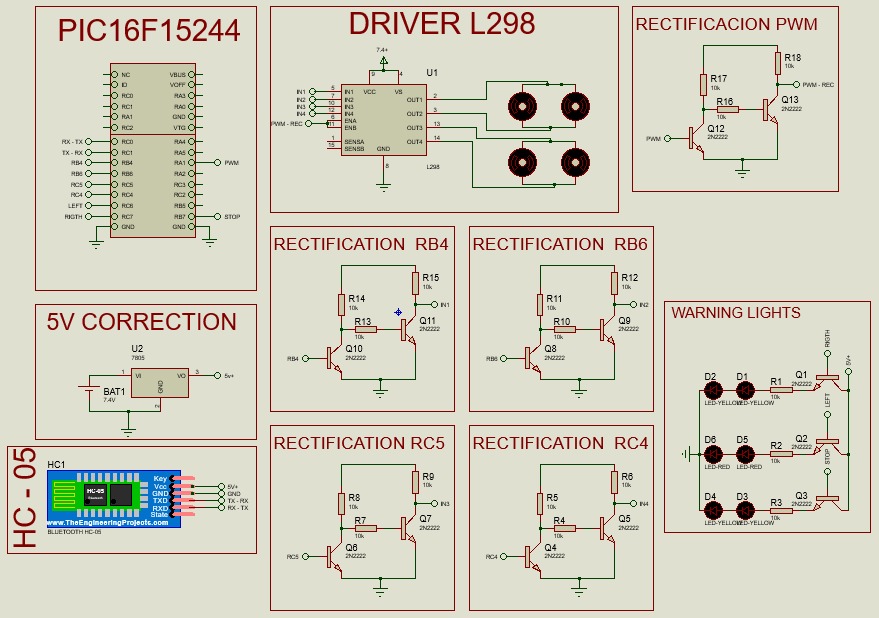 PIC16F15244
NC
ID
RC0
RC1
RA1
RC2
VBUS
VOFF
RA3
RA0
GND
VTG
RX - TX
TX - RX
RB4
RB6
RC5
RC4
LEFT
RIGTH
RC0
RC1
RB4
RB6
RC5
RC4
RC6
RC7
GND
RA4
RA5
RA1
RA2
RC3
RC2
RB5
RB7
GND
PWM
STOP
DRIVER L298
7.4+
U1
IN1
IN2
IN3
IN4
PWM - REC
5
7
10
12
6
11
1
15
IN1
IN2
IN3
IN4
ENA
ENB
SENSA
SENSB
9
4
VCC
VS
OUT1
OUT2
OUT3
OUT4
2
3
13
14
GND
8
L298
RECTIFICACION PWM
R18
10k
R17
10k
R16
10k
PWM - REC
Q13
2N2222
PWM
Q12
2N2222
5V CORRECTION
U2
7805
1
VI
VO
3
5v+
GND
2
BAT1
7.4V
HC - 05
HC1
HC-05
Bluetooth
Key
Vcc
GND
TXD
RXD
State
5V+
GND
TX - RX
RX - TX
www.TheEngineeringProjects.com
BLUETOOTH HC-05
RECTIFICATION RB4
R15
10k
R14
10k
R13
10k
IN1
Q11
2N2222
RB4
Q10
2N2222
RECTIFICATION RB6
R12
10k
R11
10k
R10
10k
IN2
Q9
2N2222
RB6
Q8
2N2222
RECTIFICATION RC5
R9
10k
R8
10k
R7
10k
IN3
Q7
2N2222
RC5
Q6
2N2222
RECTIFICATION RC4
R6
10k
R5
10k
R4
10k
IN4
Q5
2N2222
RC4
Q4
2N2222
WARNING LIGHTS
RIGTH
5V+
D2
D1
R1
10k
Q1
2N2222
LED-YELLOW
LED-YELLOW
LEFT
D6
D5
R2
10k
Q2
2N2222
LED-RED
LED-RED
STOP
D4
D3
R3
10k
Q3
2N2222
LED-YELLOW
LED-YELLOW